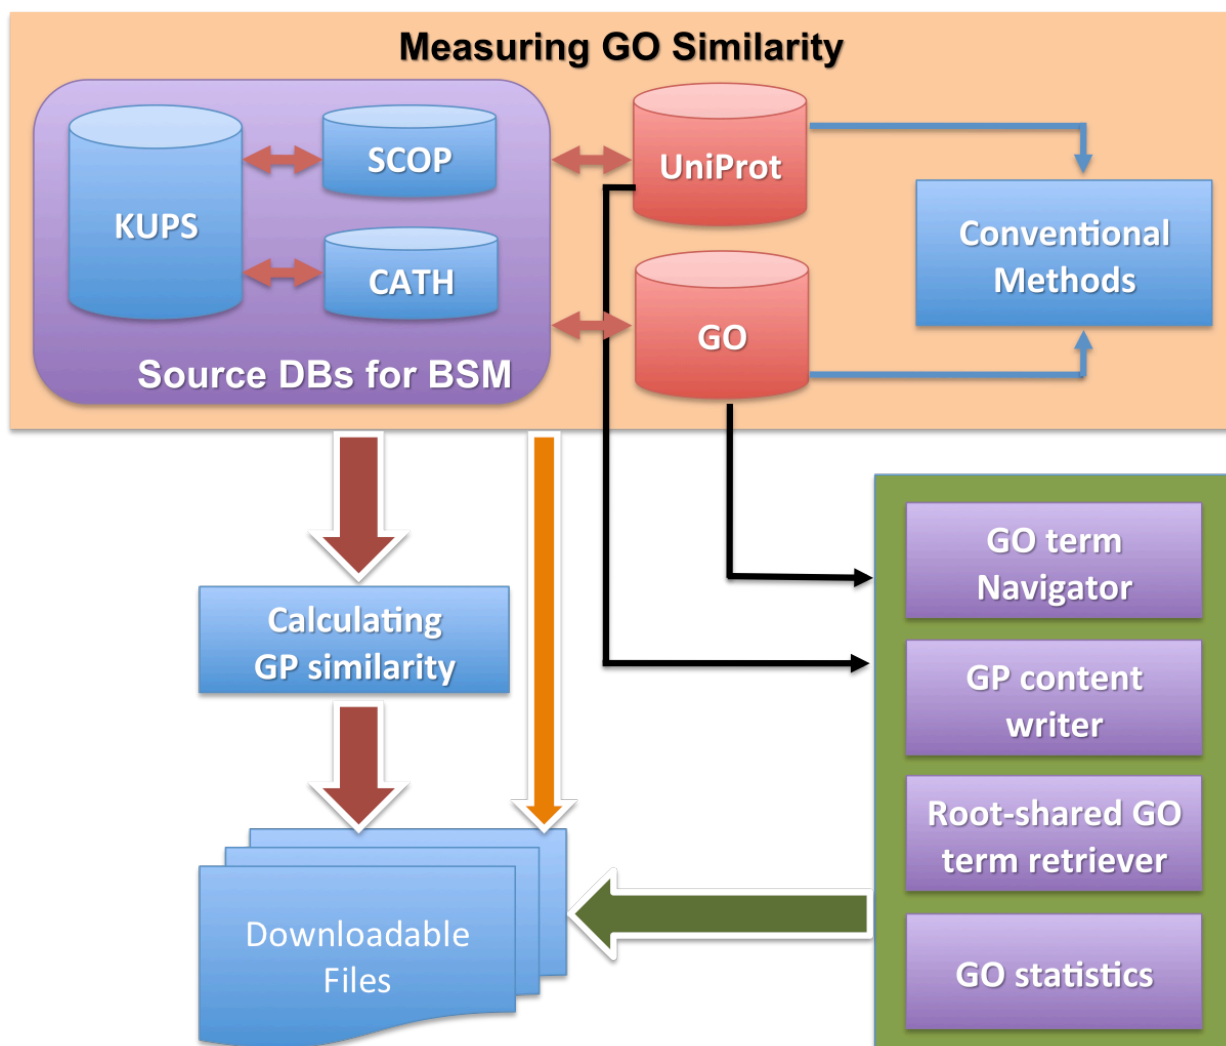 Measuring GO Similarity
KUPS
SCOP
CATH
Source DBs for BSM
UniProt
GO
Conventional
Methods
Calculating
GP similarity
Downloadable
Files
GO term
Navigator
GP content
writer
Root-shared GO
term retriever
GO statistics